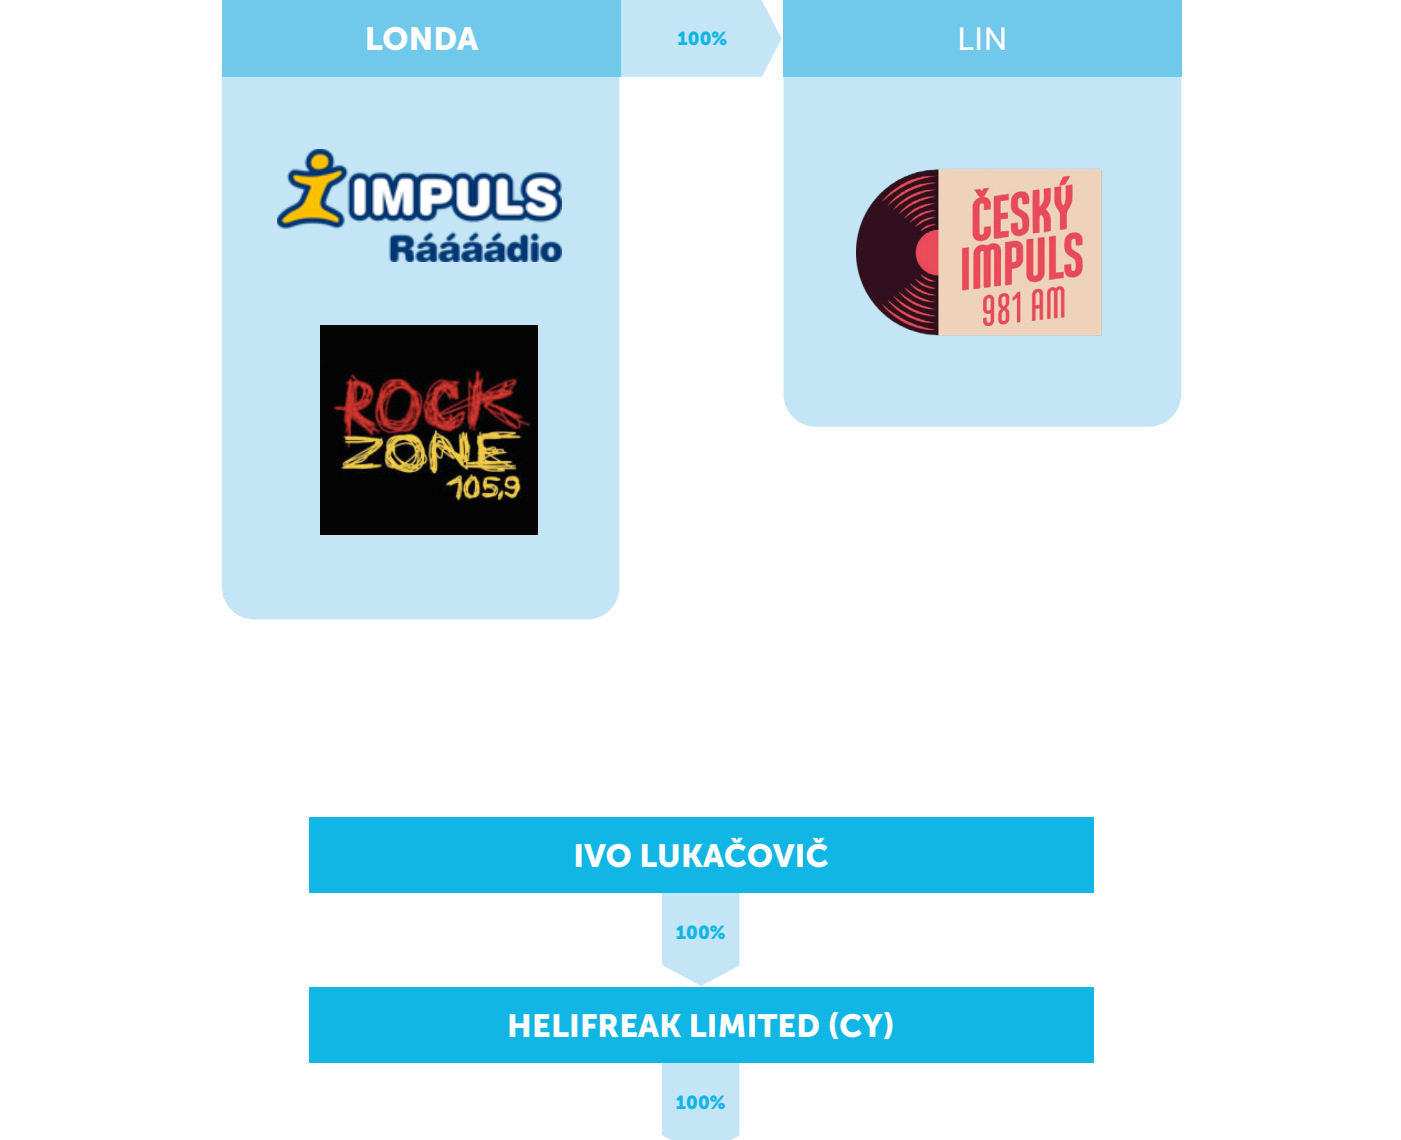 LONDA
100%
LIN
IMPULS
Ráááádio
ROCK
ZONE
105,9
ČESKÝ
IMPULS
981 AM
IVO LUKAČOVIČ
100%
HELIFREAK LIMITED (CY)
100%